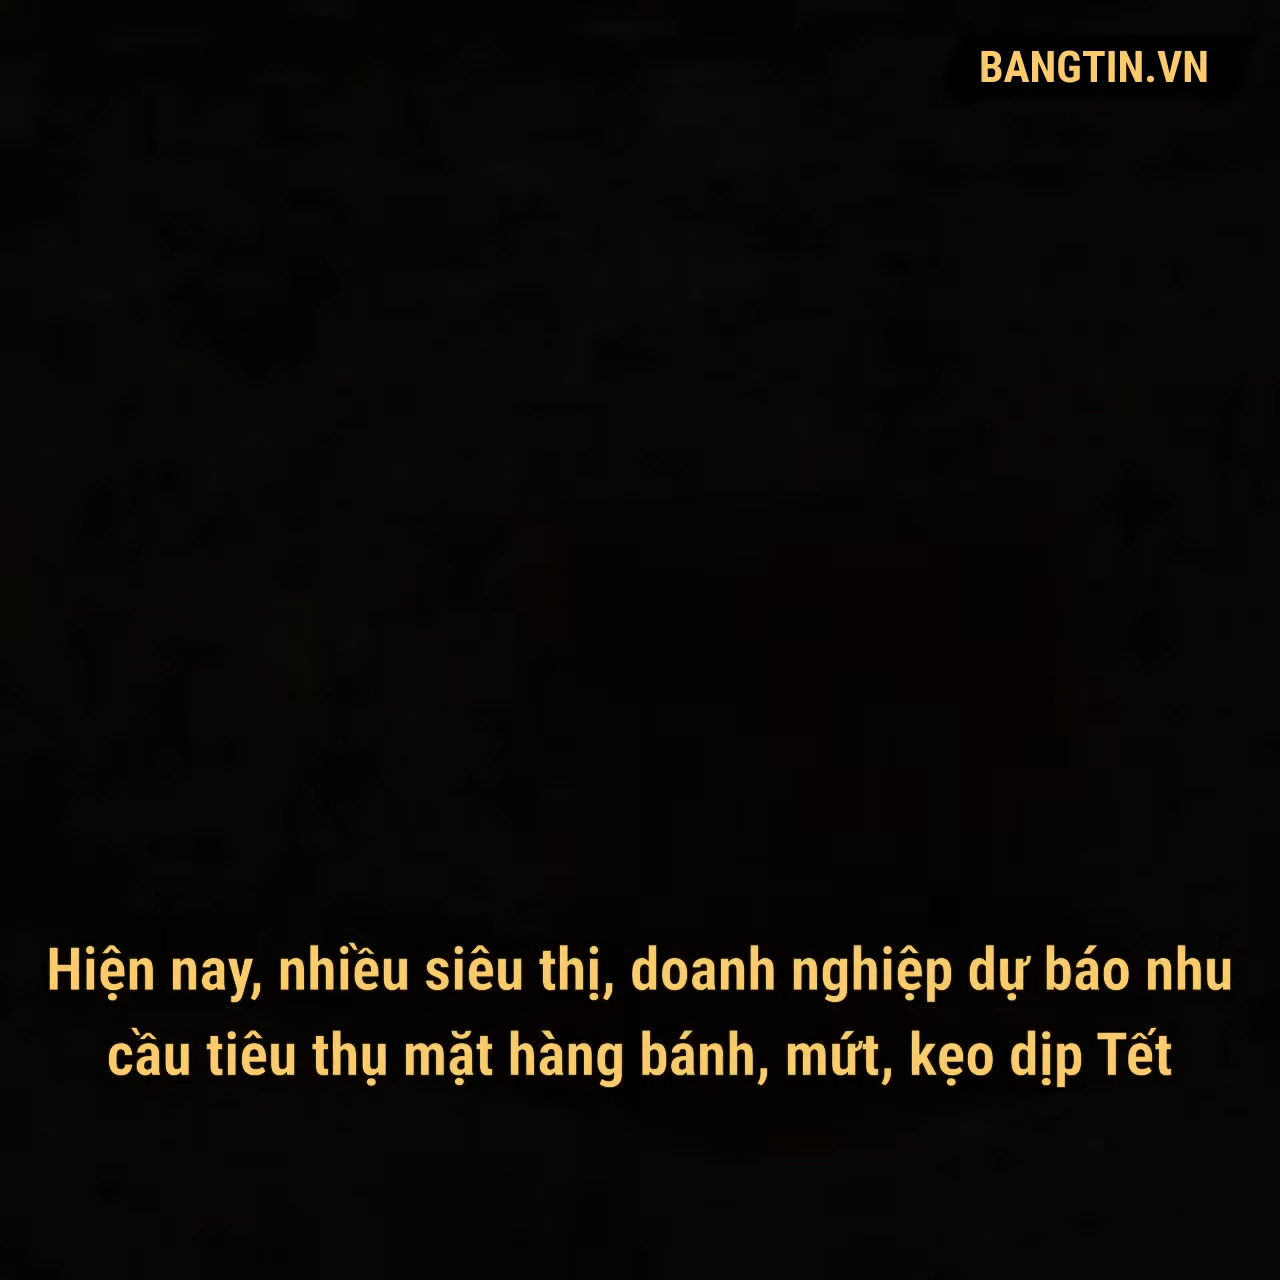 BANGTIN.VN
Hiện nay, nhiều siêu thị, doanh nghiệp dự báo nhu
cầu tiêu thụ mặt hàng bánh, mứt, kẹo dịp Tết